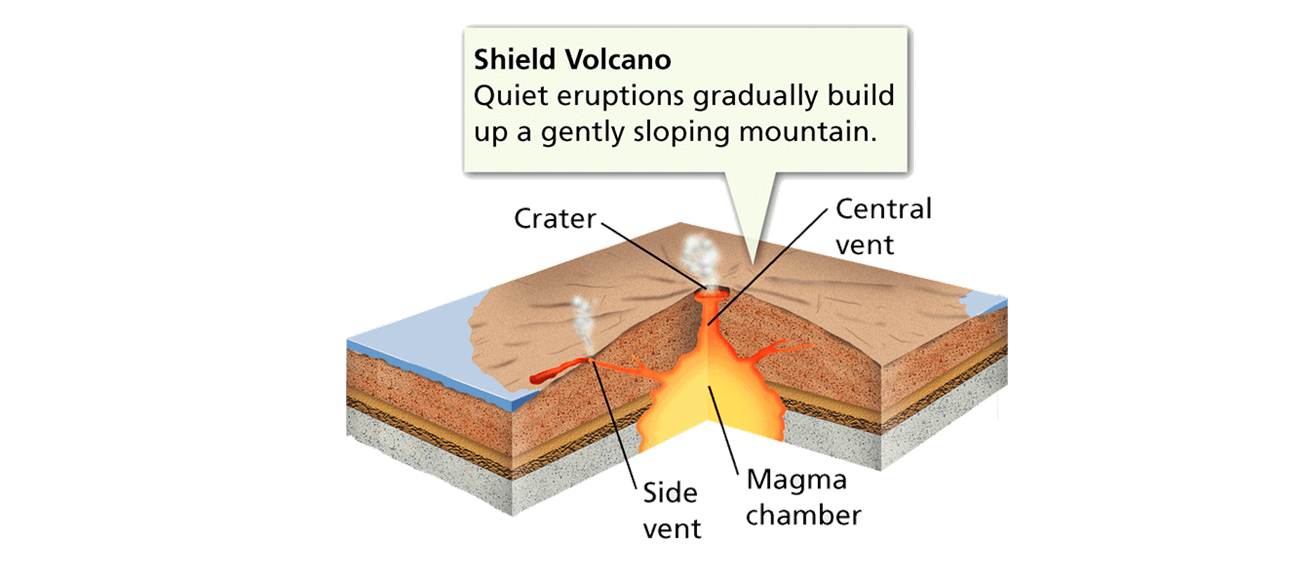 Shield Volcano
Quiet eruptions gradually build
up a gently sloping mountain.
Crater
Central
vent
Side
vent
Magma
chamber